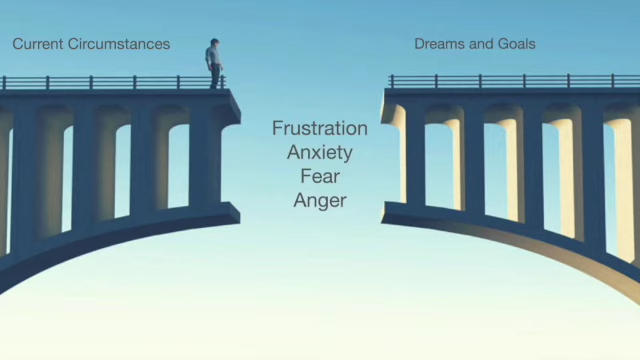 Current Circumstances
Dreams and Goals
Frustration
Anxiety
Fear
Anger